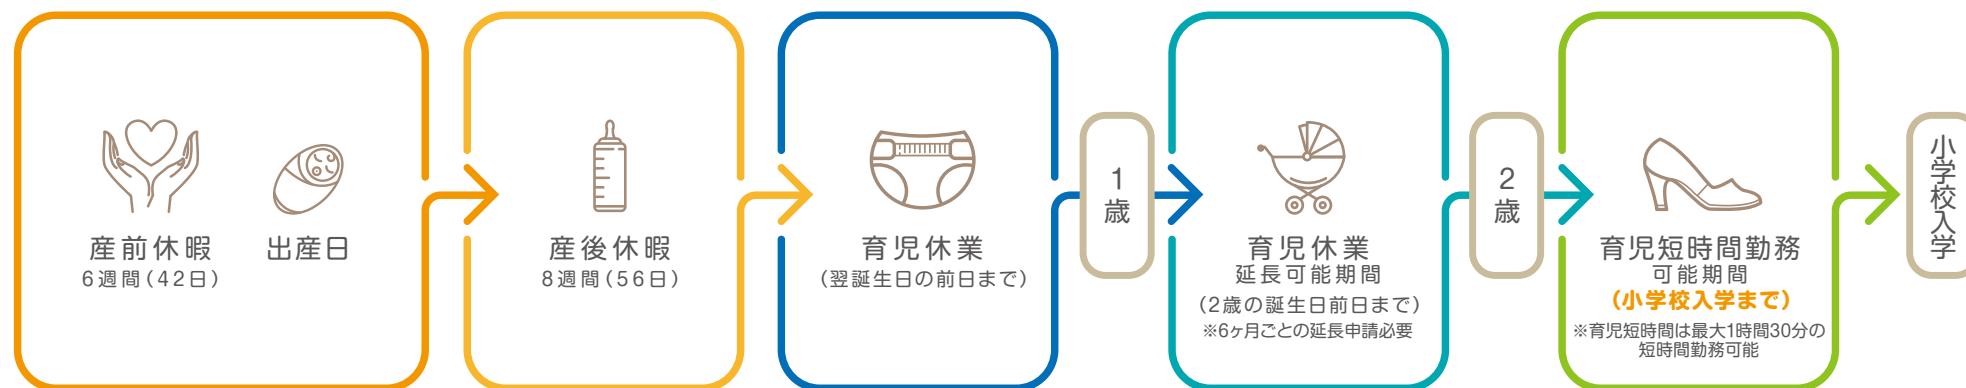 産前休暇
6週間(42日)
出産日
産後休暇
8週間(56日)
育児休業
(翌誕生日の前日まで)
1歳
育児休業
延長可能期間
(2歳の誕生日前日まで)
※6ヶ月ごとの延長申請必要
2歳
育児短時間勤務
可能期間
(小学校入学まで)
※育児短時間は最大1時間30分の
短時間勤務可能
小学校入学